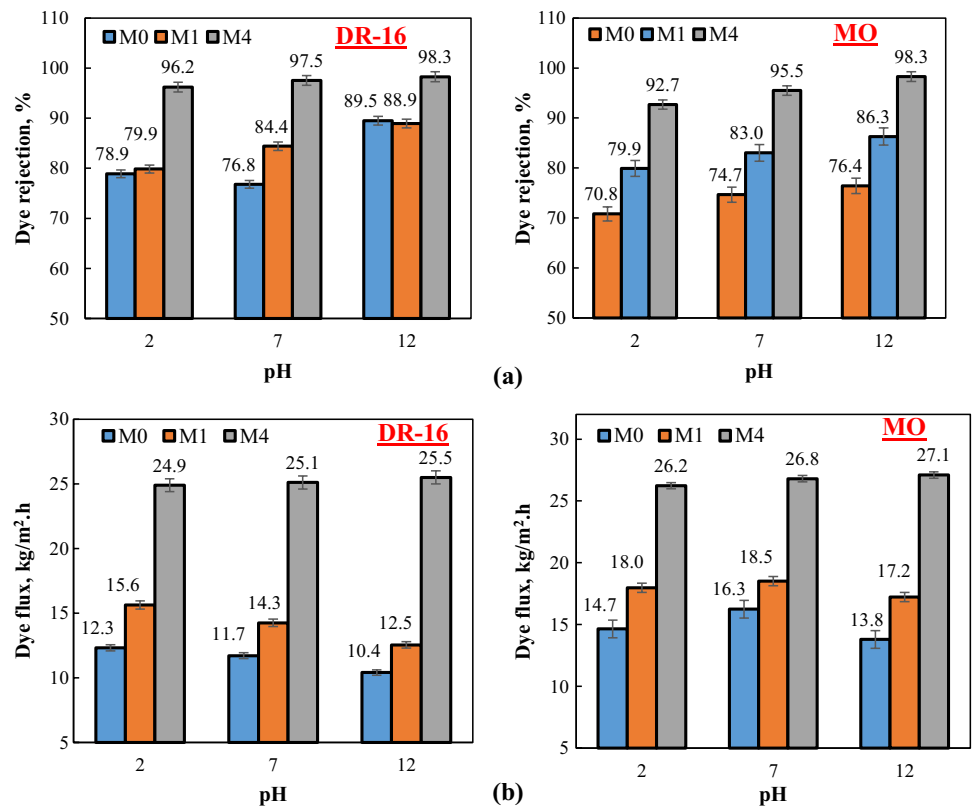 DR-16
M0 M1 M4
Dye rejection, %
100
90
80
70
60
50
78.9 79.9 96.2
76.8 84.4 97.5
89.5 88.9 98.3
2 7 12
pH
MO
M0 M1 M4
Dye rejection, %
110
100
90
80
70
60
50
70.8 79.9 92.7
74.7 83.0 95.5
76.4 86.3 98.3
2 7 12
pH
(a)
DR-16
M0 M1 M4
Dye flux, kg/m².h
30
25
20
15
10
5
12.3 15.6 24.9
11.7 14.3 25.1
10.4 12.5 25.5
2 7 12
pH
MO
M0 M1 M4
Dye flux, kg/m².h
31
26
21
16
11
5
14.7 18.0 26.2
16.3 18.5 26.8
13.8 17.2 27.1
2 7 12
pH
(b)